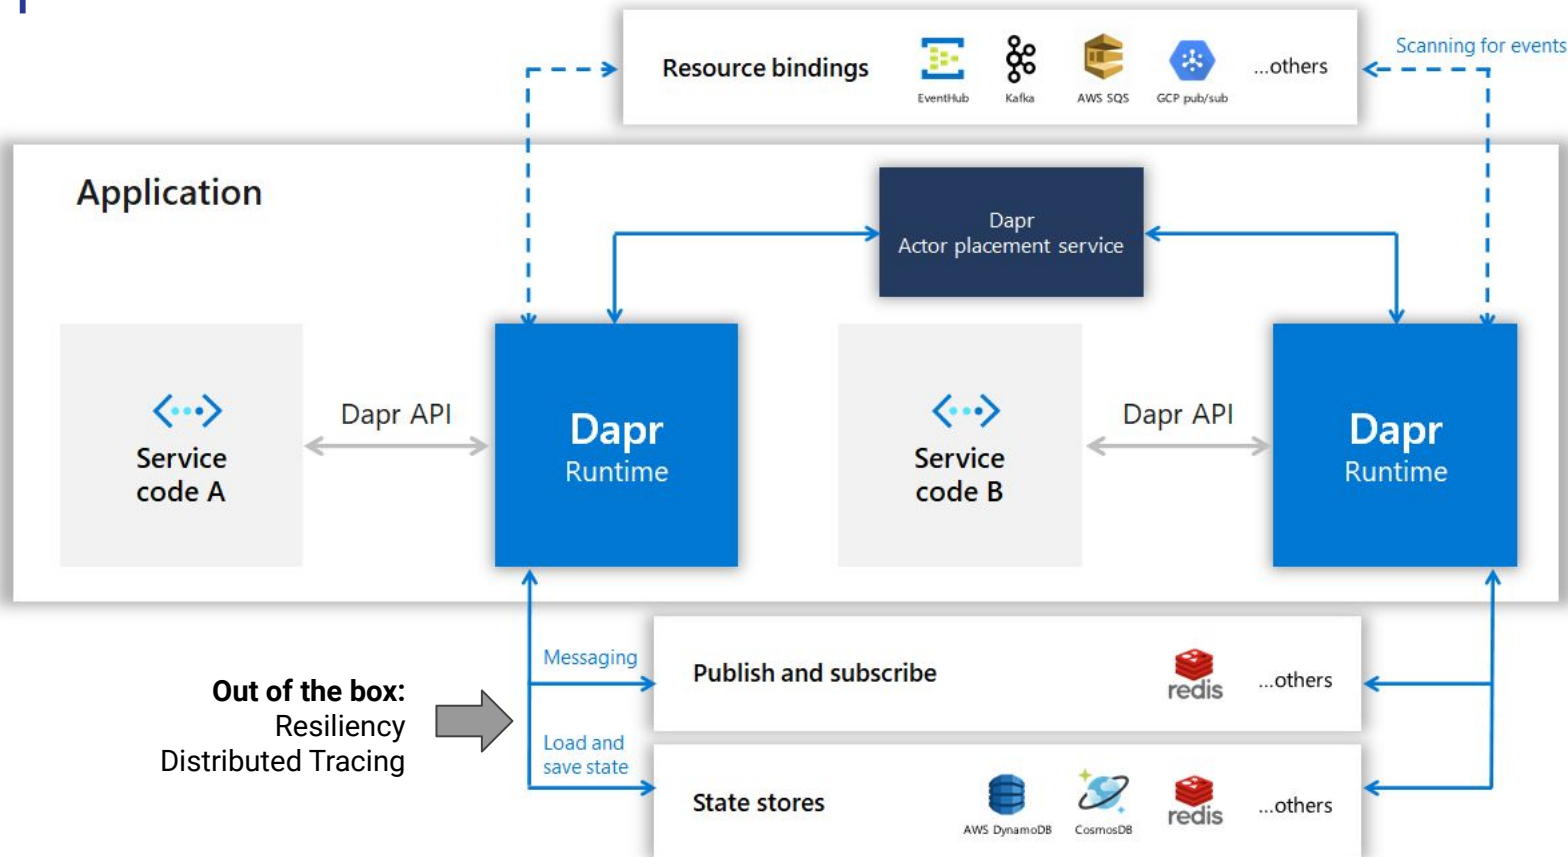 Scanning for events
Resource bindings
EventHub
Kafka
AWS SQS
GCP pub/sub
...others
Application
Dapr
Actor placement service
Service
code A
Dapr API
Dapr
Runtime
Service
code B
Dapr API
Dapr
Runtime
Out of the box:
Resiliency
Distributed Tracing
Messaging
Publish and subscribe
redis
...others
Load and
save state
State stores
AWS DynamoDB
CosmosDB
redis
...others